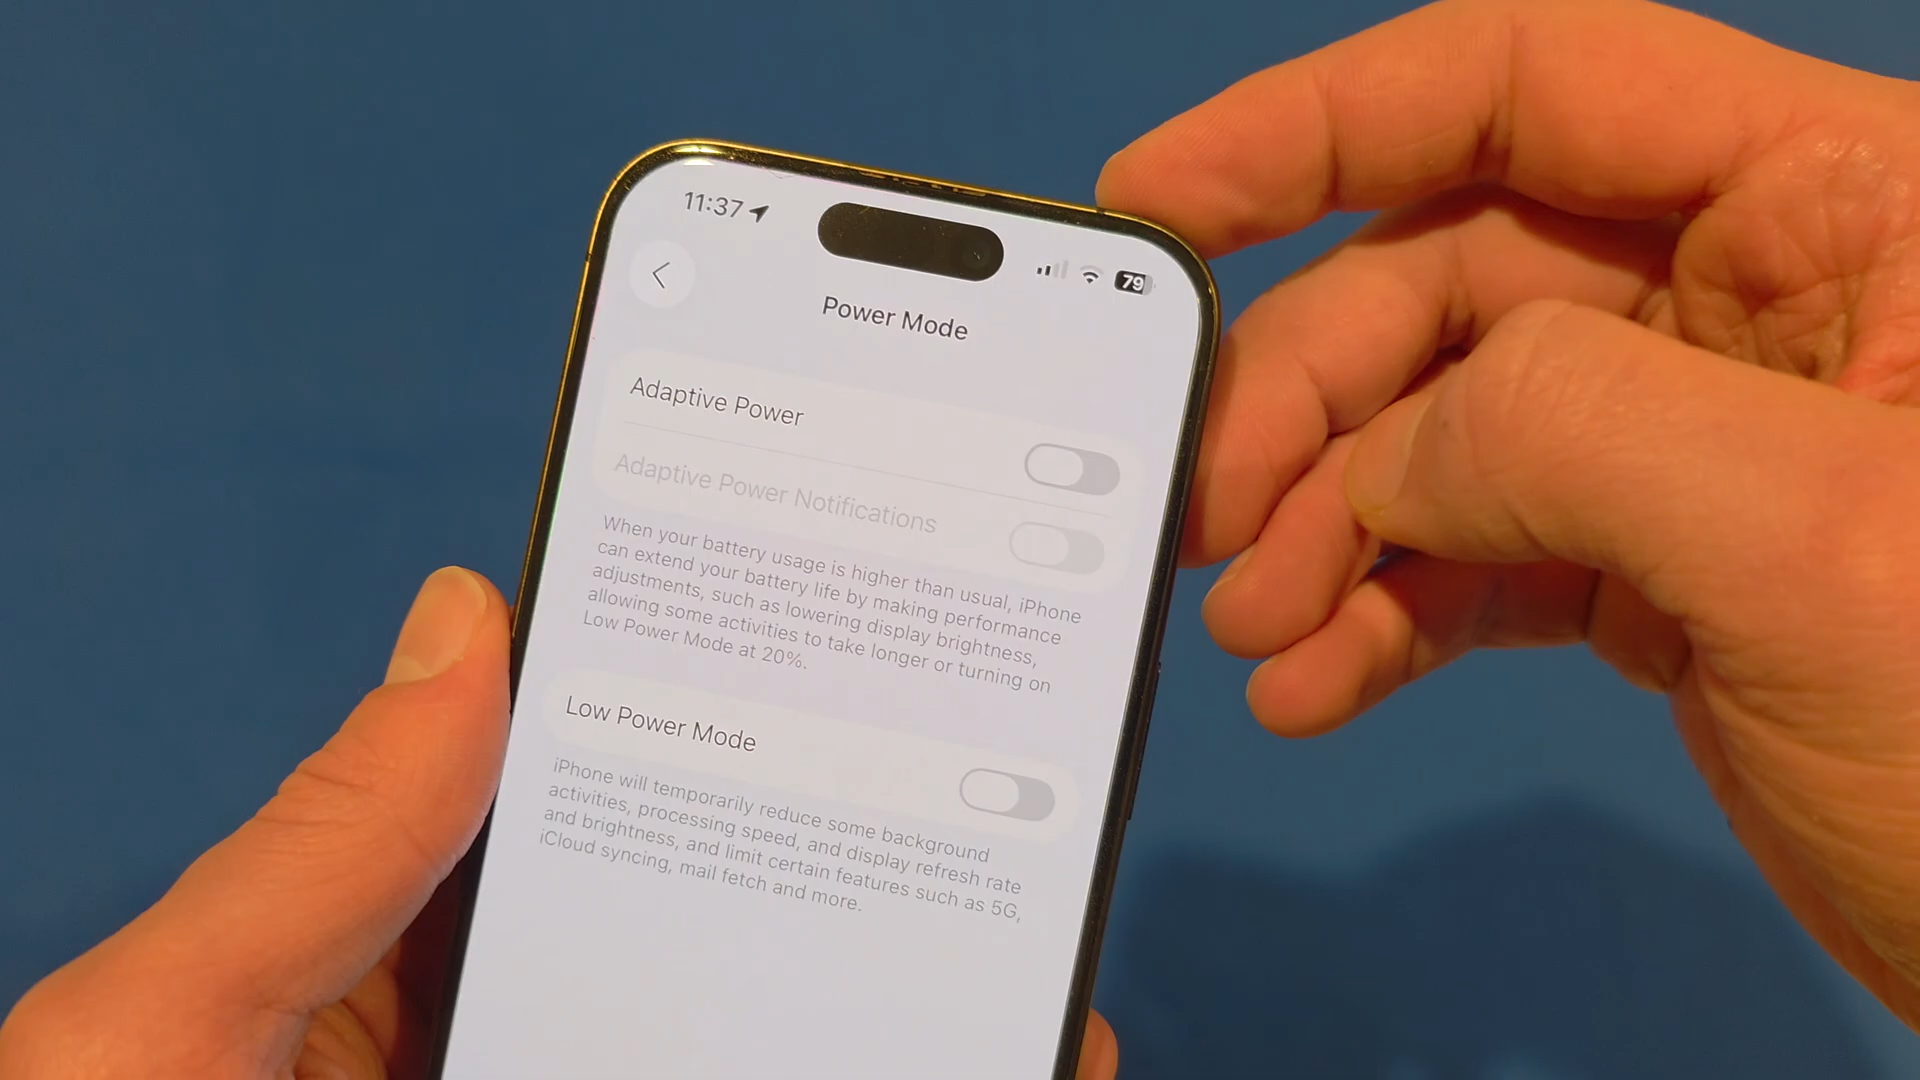 11:37
79
Power Mode
Adaptive Power
Adaptive Power Notifications
When your battery usage is higher than usual, iPhone
can extend your battery life by making performance
adjustments, such as lowering display brightness,
allowing some activities to take longer or turning on
Low Power Mode at 20%.
Low Power Mode
iPhone will temporarily reduce some background
activities, processing speed, and display refresh rate
and brightness, and limit certain features such as 5G,
iCloud syncing, mail fetch and more.